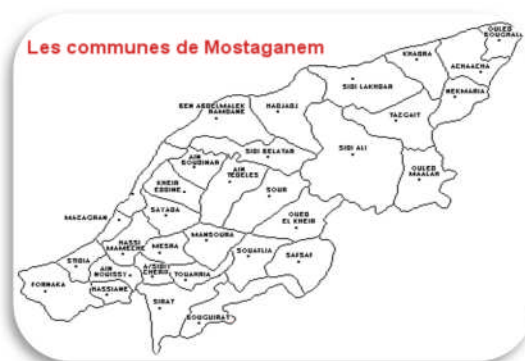 Les communes de Mostaganem
OULED
BOUGHALI
KHADRA
ACHAACHA
SIDI LAKHDAR
NEKMARIA
BEN ABDELMALEK
RAMDANE
HADJADJ
TAZGAIT
SIDI BELATAR
SIDI ALI
AIN
BOUDINAR
AIN
TEDELES
OULED
MAALAH
KHEIR
EDDINE
SOUR
SAYADA
OUED
EL KHEIR
MAZAGRAN
MANSOURA
HASSI
MAMECHE
MESRA
SOUAFLIA
SAFSAF
STIDIA
AIN
NOUISSY
A/SIDI
CHERIF
TOUAHRIA
FORNAKA
HASSIANE
SIRAT
BOUGUIRAT